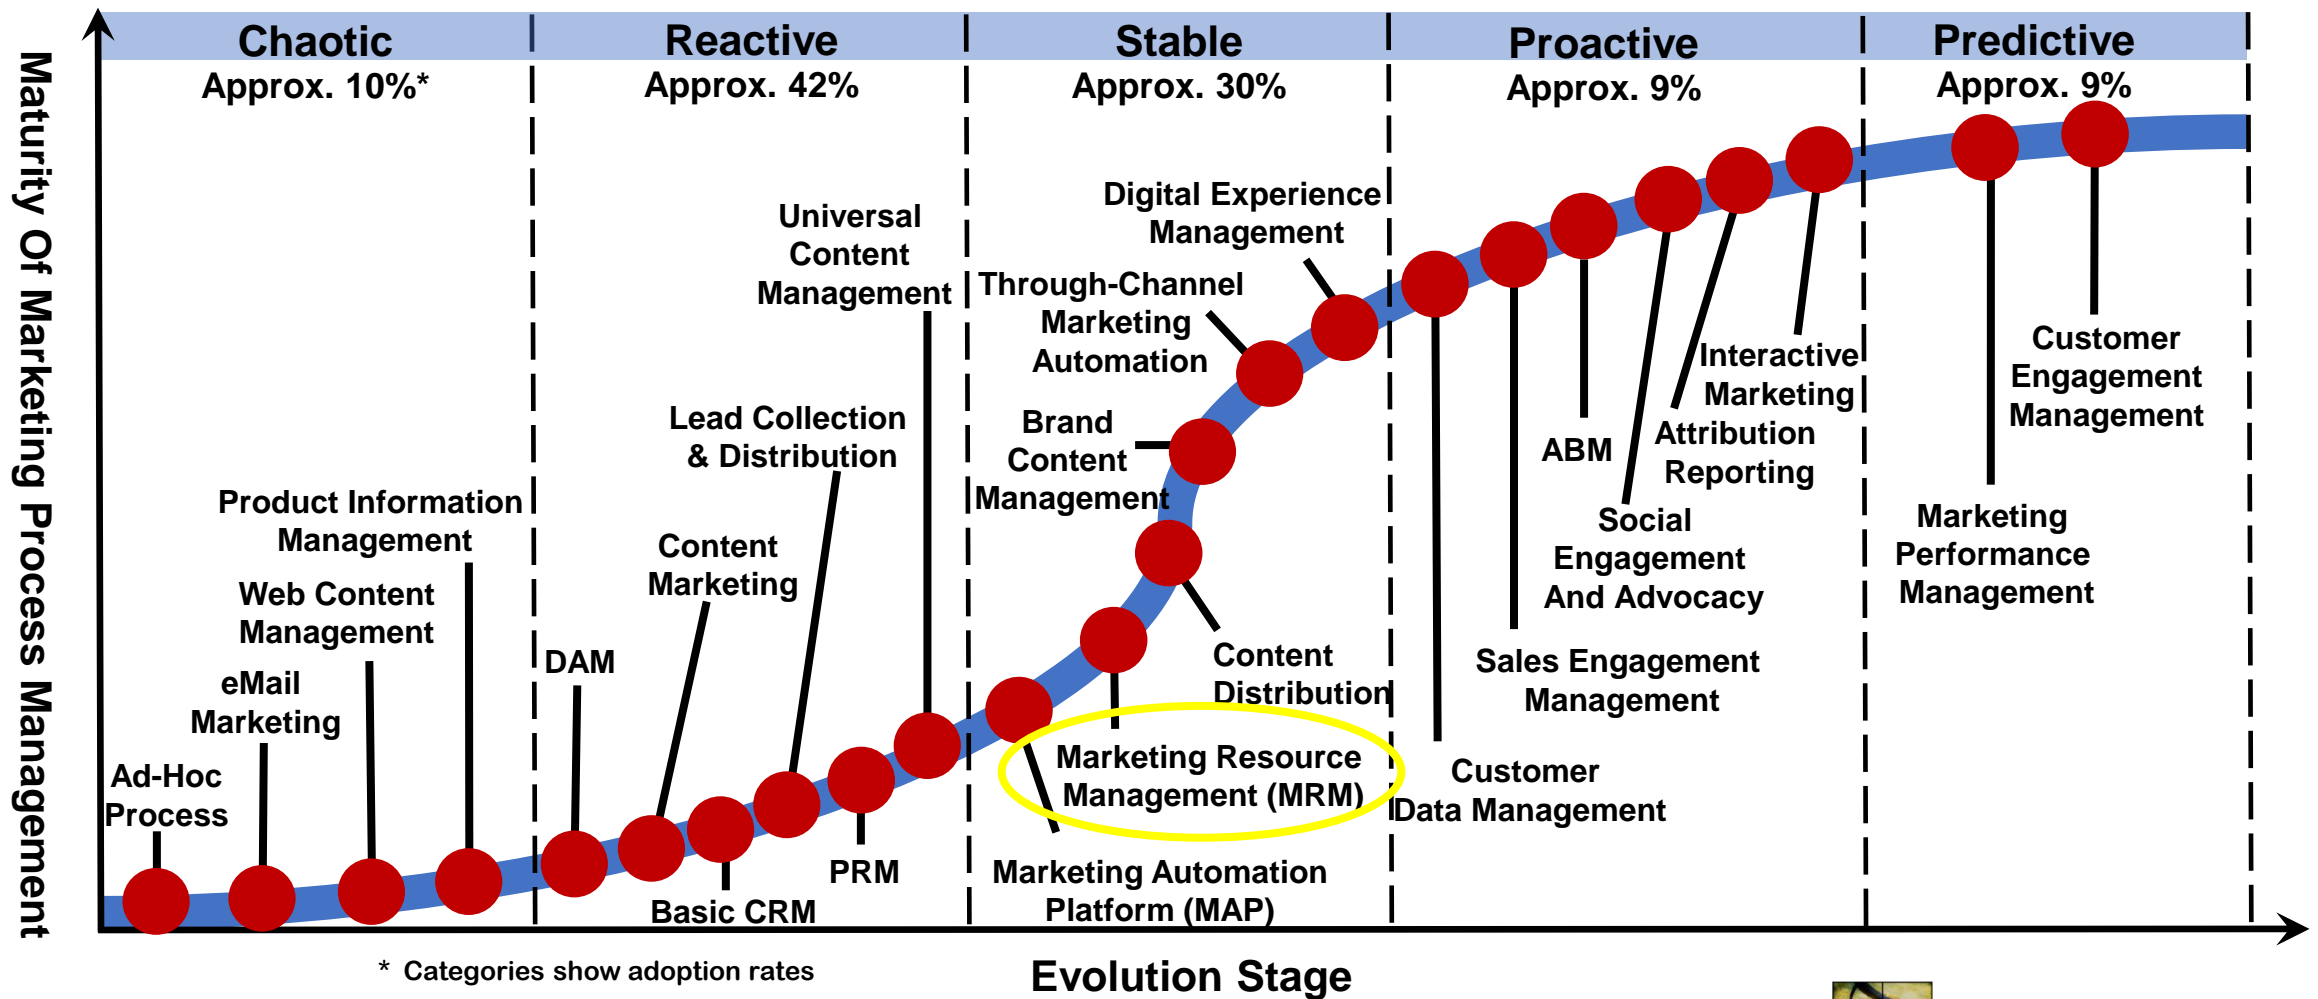 Maturity Of Marketing Process Management
Chaotic
Approx. 10%*
Reactive
Approx. 42%
Stable
Approx. 30%
Proactive
Approx. 9%
Predictive
Approx. 9%
Ad-Hoc
Process
eMail
Marketing
Web Content
Management
Product Information
Management
DAM
Content
Marketing
Basic CRM
Lead Collection
& Distribution
PRM
Universal
Content
Management
Marketing Automation
Platform (MAP)
Marketing Resource
Management (MRM)
Content
Distribution
Brand
Content
Management
Through-Channel
Marketing
Automation
Digital Experience
Management
Customer
Data Management
Sales Engagement
Management
ABM
Social
Engagement
And Advocacy
Attribution
Reporting
Interactive
Marketing
Marketing
Performance
Management
Customer
Engagement
Management
* Categories show adoption rates
Evolution Stage